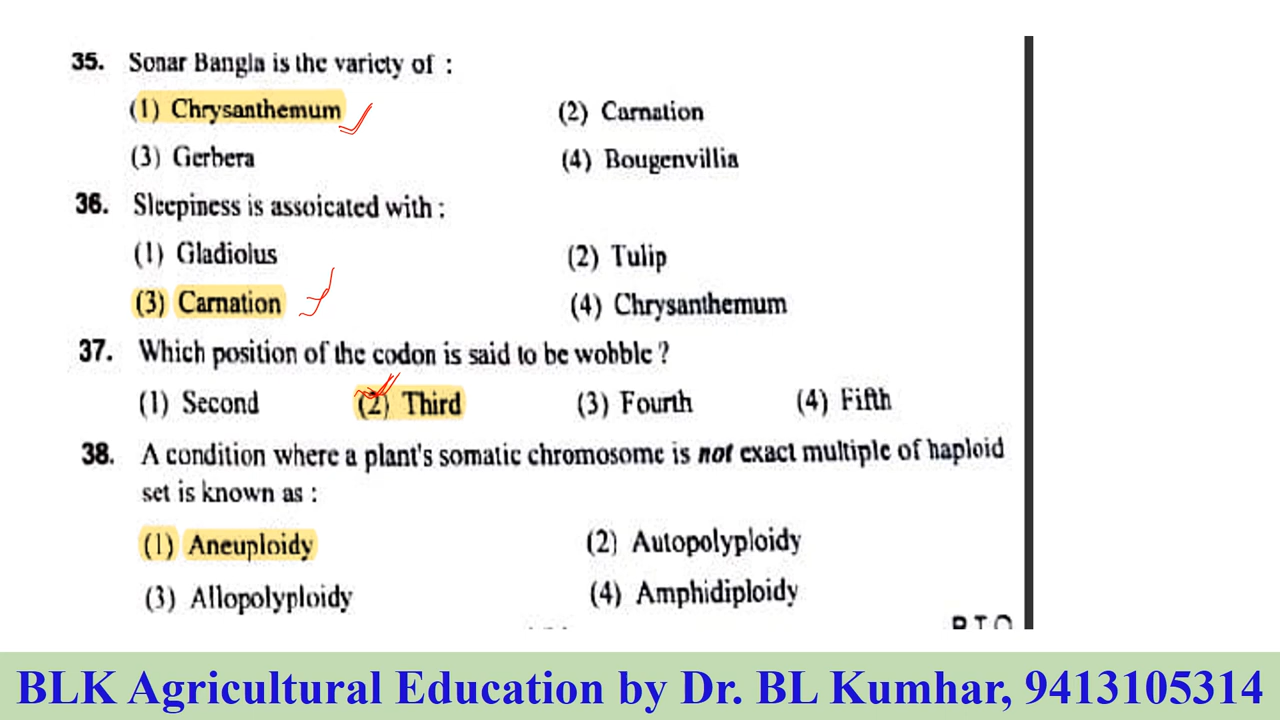 35. Sonar Bangla is the variety of :
(1) Chrysanthemum (2) Carnation
(3) Gerbera (4) Bougenvillia
36. Sleepiness is assoicated with :
(1) Gladiolus (2) Tulip
(3) Carnation (4) Chrysanthemum
37. Which position of the codon is said to be wobble ?
(1) Second (2) Third (3) Fourth (4) Fifth
38. A condition where a plant's somatic chromosome is not exact multiple of haploid
set is known as :
(1) Aneuploidy (2) Autopolyploidy
(3) Allopolyploidy (4) Amphidiploidy
P.T.O
BLK Agricultural Education by Dr. BL Kumhar, 9413105314